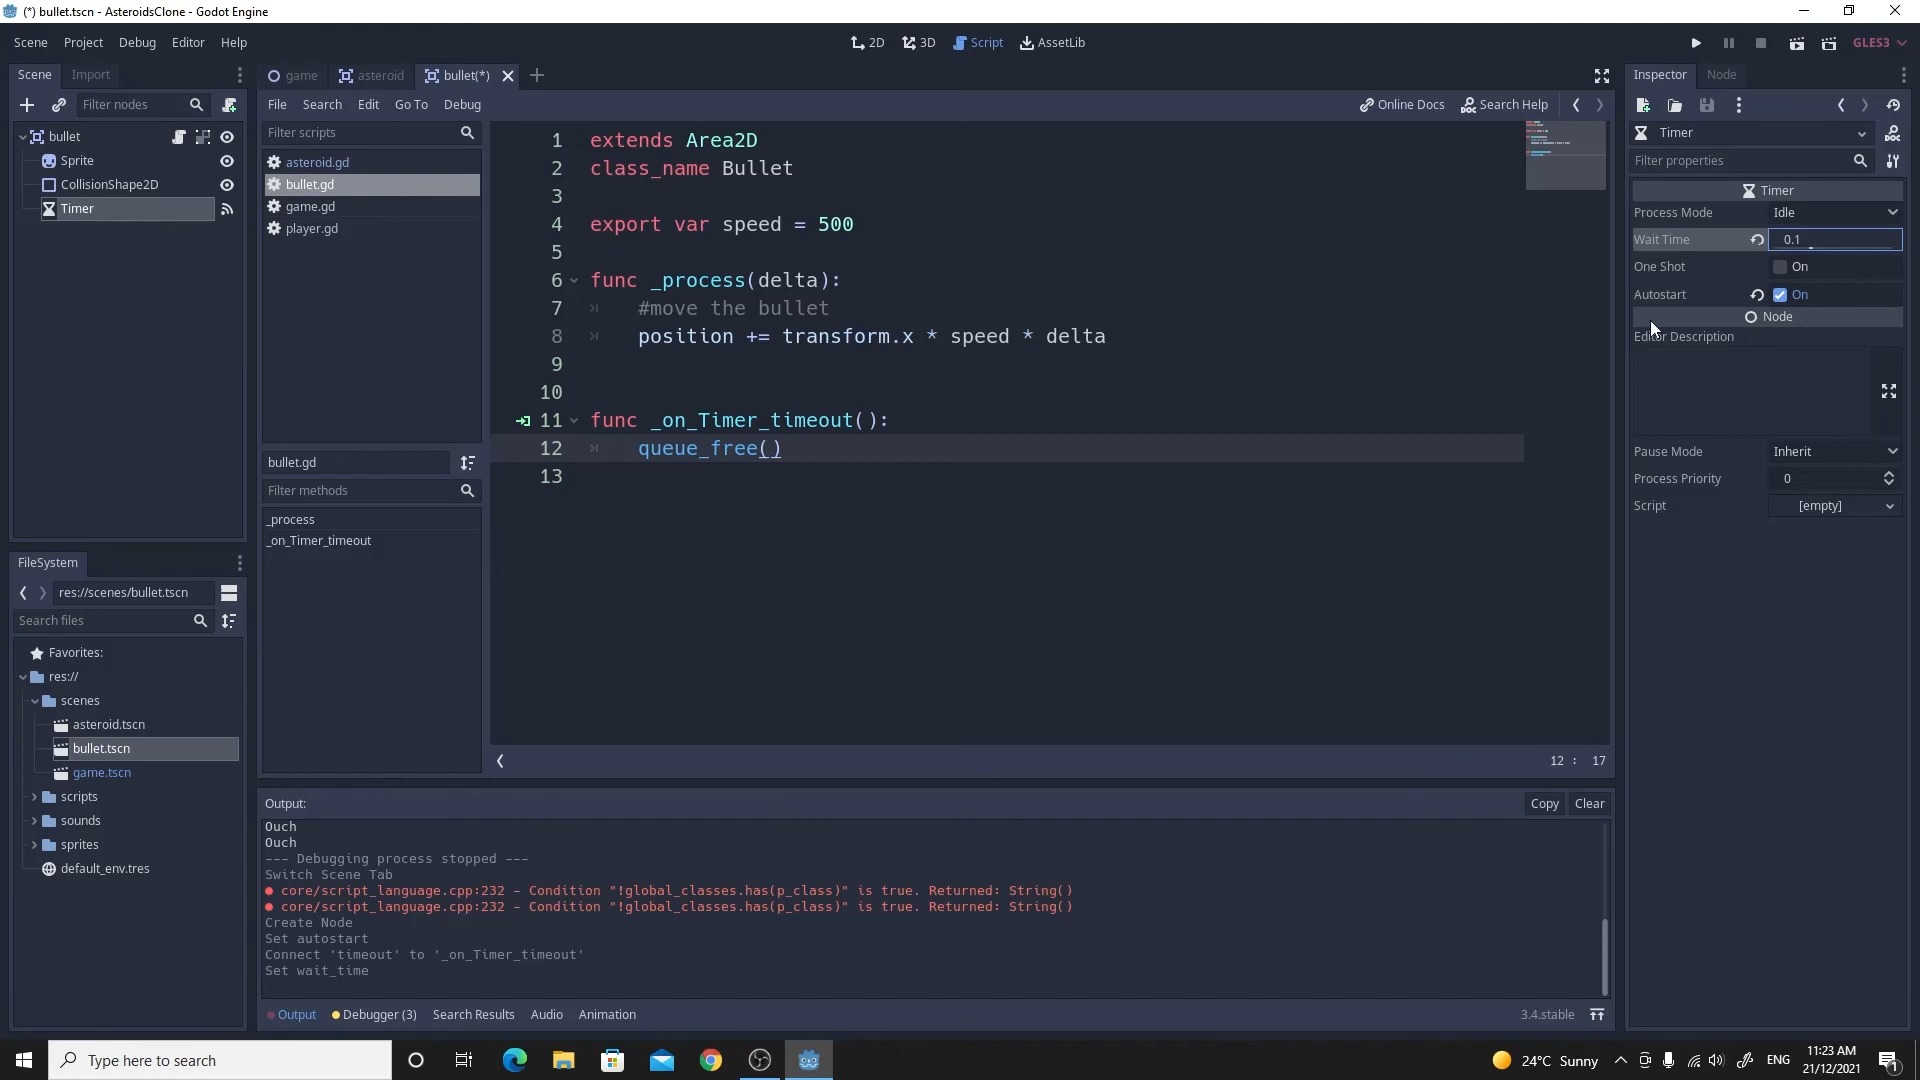 (*) bullet.tscn - AsteroidsClone - Godot Engine
Scene Project Debug Editor Help
2D 3D Script AssetLib
GLES3
Scene Import
Filter nodes
bullet
Sprite
CollisionShape2D
Timer
game asteroid bullet(*)
File Search Edit Go To Debug
Online Docs Search Help
Filter scripts
asteroid.gd
bullet.gd
game.gd
player.gd
bullet.gd
Filter methods
_process
_on_Timer_timeout
1 extends Area2D
2 class_name Bullet
3
4 export var speed = 500
5
6 func _process(delta):
7 #move the bullet
8 position += transform.x * speed * delta
9
10
11 func _on_Timer_timeout():
12 queue_free()
13
12 : 17
Inspector Node
Timer
Filter properties
Timer
Process Mode Idle
Wait Time 0.1
One Shot On
Autostart On
Node
Editor Description
Pause Mode Inherit
Process Priority 0
Script [empty]
FileSystem
res://scenes/bullet.tscn
Search files
Favorites:
res://
scenes
asteroid.tscn
bullet.tscn
game.tscn
scripts
sounds
sprites
default_env.tres
Output: Copy Clear
Ouch
Ouch
--- Debugging process stopped ---
Switch Scene Tab
core/script_language.cpp:232 - Condition "!global_classes.has(p_class)" is true. Returned: String()
core/script_language.cpp:232 - Condition "!global_classes.has(p_class)" is true. Returned: String()
Create Node
Set autostart
Connect 'timeout' to '_on_Timer_timeout'
Set wait_time
Output Debugger (3) Search Results Audio Animation 3.4.stable
Type here to search
24°C Sunny ENG
11:23 AM
21/12/2021
1